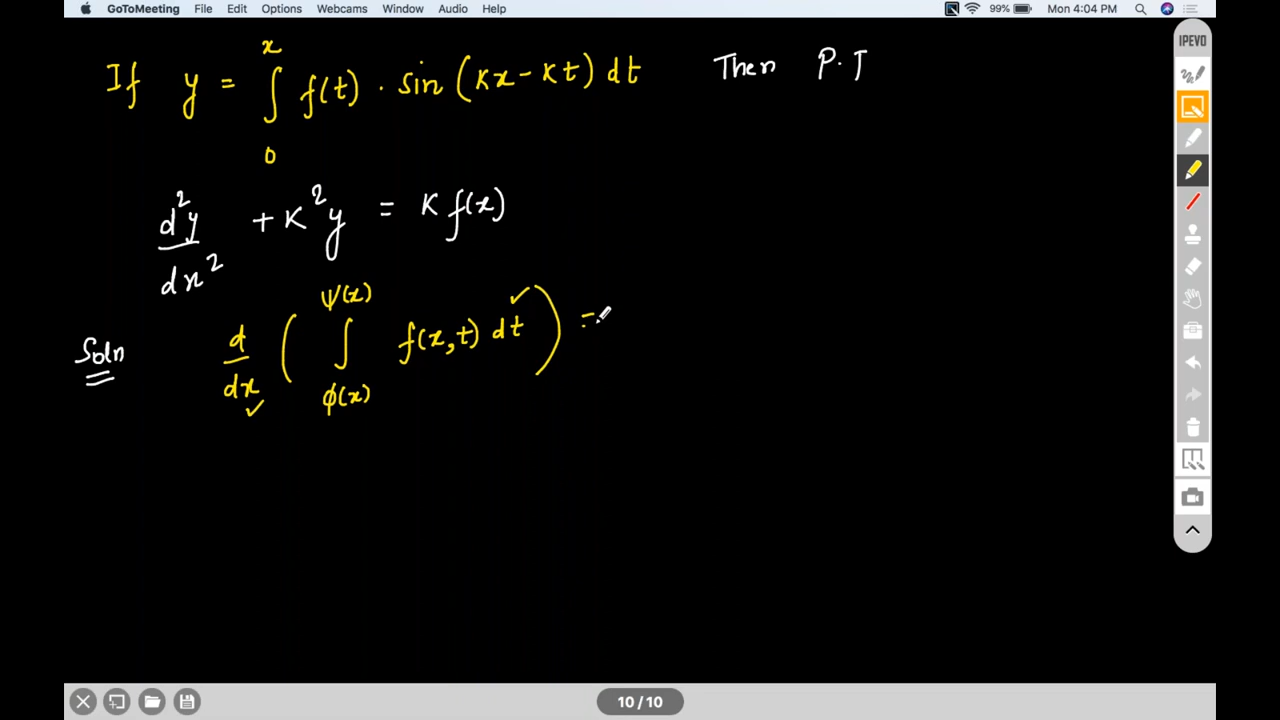 GoToMeeting File Edit Options Webcams Window Audio Help 99% Mon 4:04 PM
IPEVO
If y = ∫₀ˣ f(t) · sin (Kx - Kt) dt Then P.T
d²y/dx² + K²y = K f(x)
Soln d/dx ( ∫_{φ(x)}^{ψ(x)} f(x,t) dt ) =
10 / 10